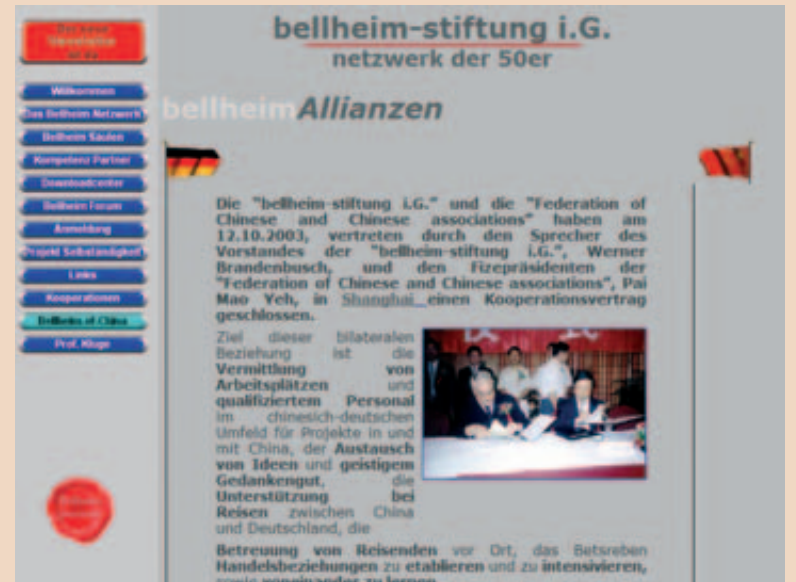 bellheim-stiftung i.G.
netzwerk der 50er
bellheimAllianzen
Willkommen
Das Bellheim Netzwerk
Bellheim Säulen
Kompetenz Partner
Downloadcenter
Bellheim Forum
Anmeldung
Projekt Selbständigkeit
Links
Kooperationen
Bellheim of China
Prof. Kluge
Die "bellheim-stiftung i.G." und die "Federation of
Chinese and Chinese associations" haben am
12.10.2003, vertreten durch den Sprecher des
Vorstandes der "bellheim-stiftung i.G.", Werner
Brandenbusch, und den Fizepräsidenten der
"Federation of Chinese and Chinese associations", Pai
Mao Yeh, in Shanghai einen Kooperationsvertrag
geschlossen.
Ziel dieser bilateralen
Beziehung ist die
Vermittlung von
Arbeitsplätzen und
qualifiziertem Personal
im chinesich-deutschen
Umfeld für Projekte in und
mit China, der Austausch
von Ideen und geistigem
Gedankengut, die
Unterstützung bei
Reisen zwischen China
und Deutschland, die
Betreuung von Reisenden vor Ort, das Betsreben
Handelsbeziehungen zu etablieren und zu intensivieren,
sowie voneinander zu lernen